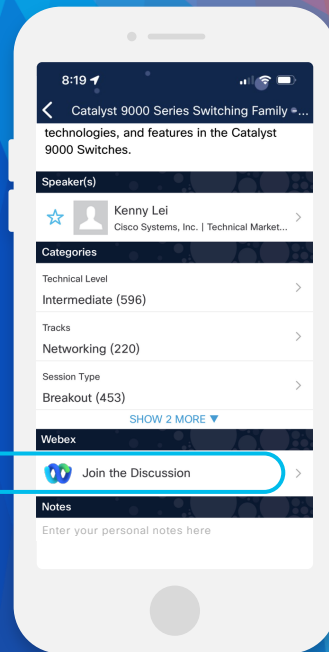 8:19
Catalyst 9000 Series Switching Family -...
technologies, and features in the Catalyst
9000 Switches.
Speaker(s)
Kenny Lei
Cisco Systems, Inc. | Technical Market...
Categories
Technical Level
Intermediate (596)
Tracks
Networking (220)
Session Type
Breakout (453)
SHOW 2 MORE ▼
Webex
Join the Discussion
Notes
Enter your personal notes here